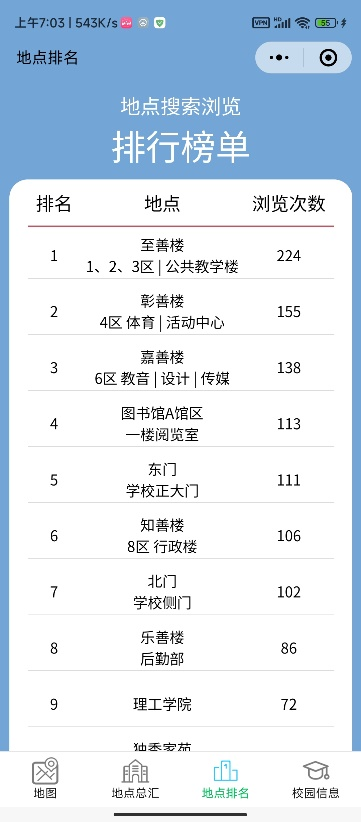 上午7:03 | 543K/s VPN HD 5G 55
地点排名
地点搜索浏览
排行榜单
排名 地点 浏览次数
至善楼
1 224
1、2、3区 | 公共教学楼
彰善楼
2 155
4区 体育 | 活动中心
嘉善楼
3 138
6区 教音 | 设计 | 传媒
图书馆A馆区
4 113
一楼阅览室
东门
5 111
学校正大门
知善楼
6 106
8区 行政楼
北门
7 102
学校侧门
乐善楼
8 86
后勤部
9 理工学院 72
独秀家苑
地图 地点总汇 地点排名 校园信息